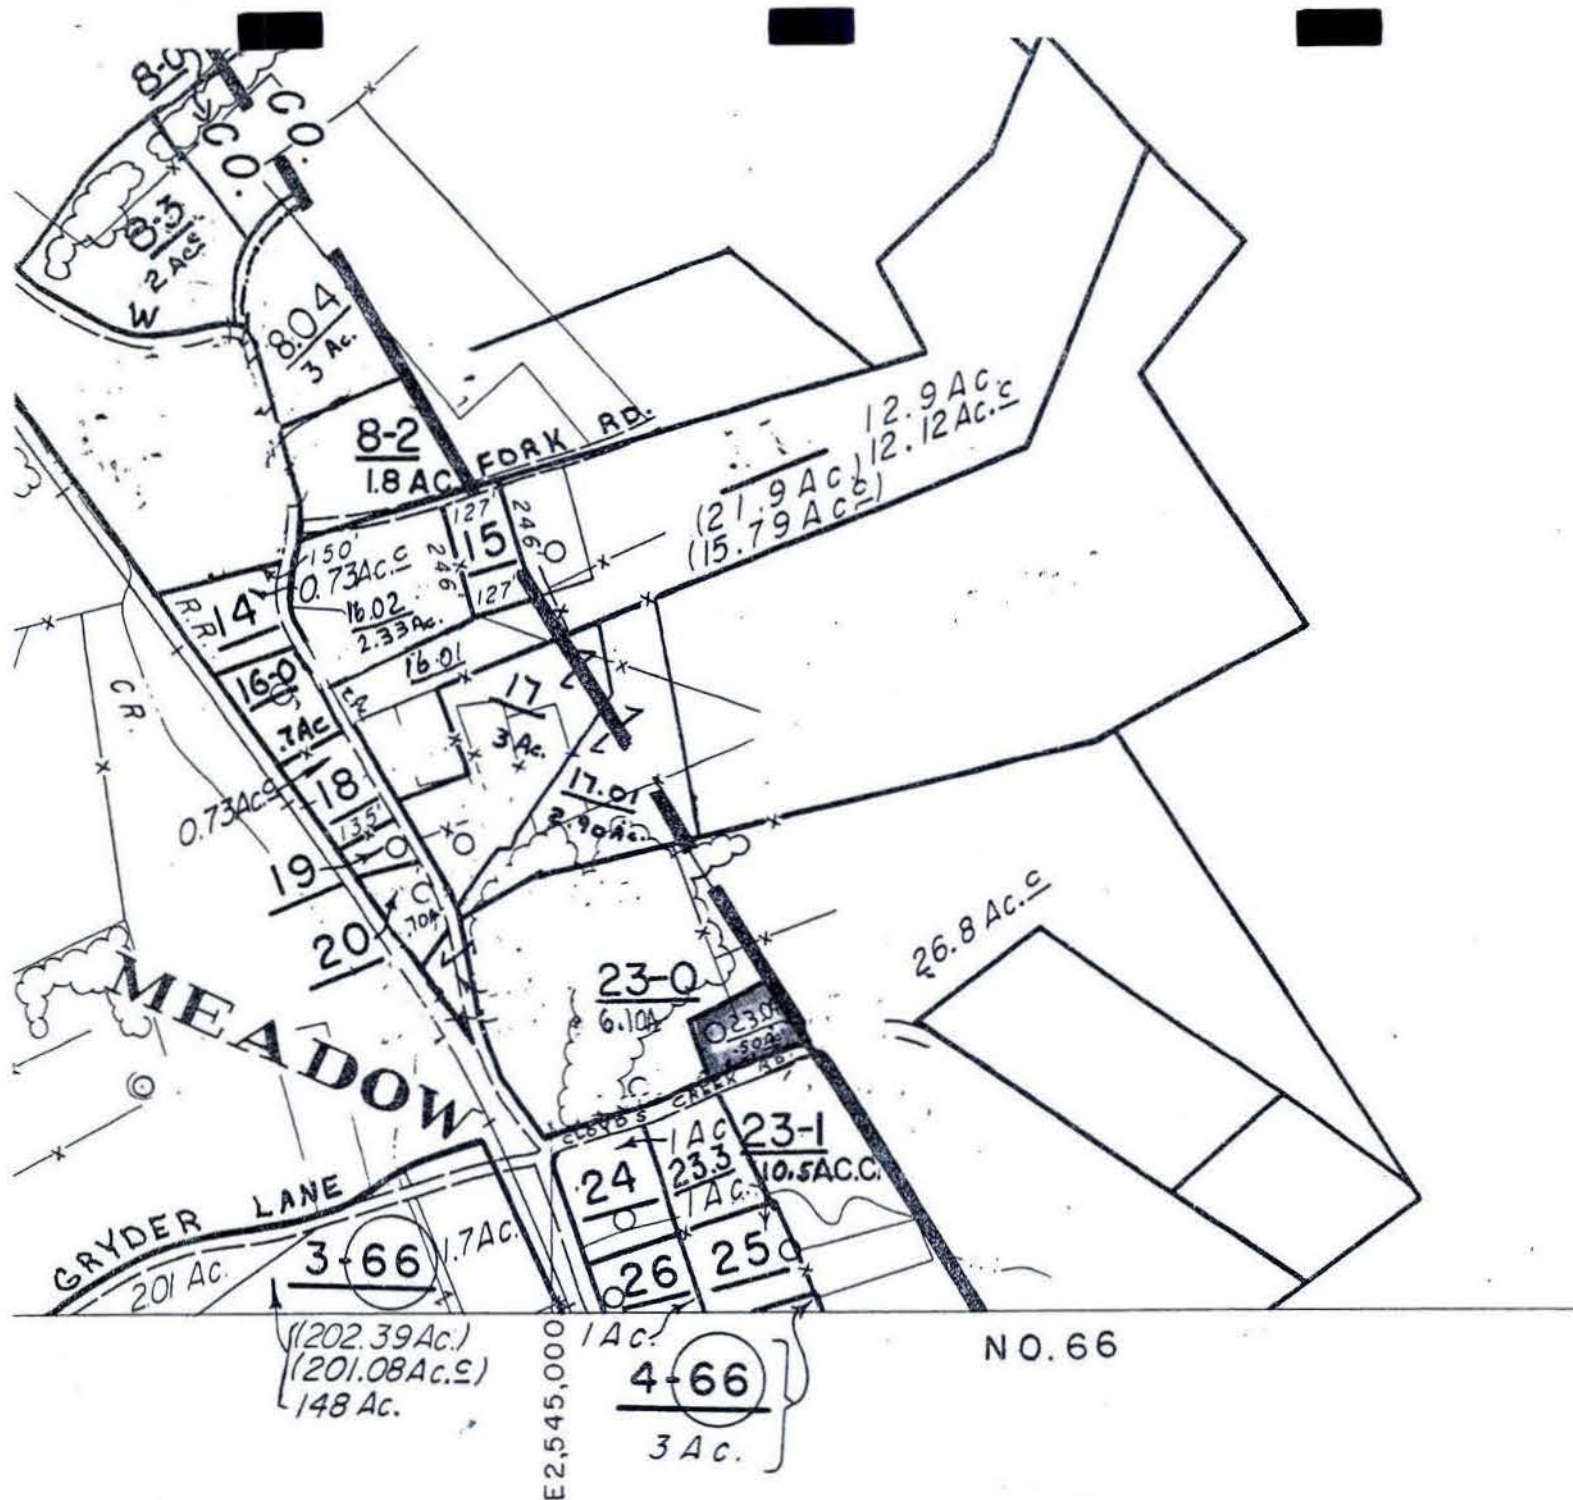 8-0
CO.
CO.
8-3
2 Ac.c
W
8.04
3 Ac.
8-2
1.8 AC
FORK RD.
12.9 Ac.
12.12 Ac.c
(21.9 Ac.)
(15.79 Ac.c)
127'
15
246'
246'
127'
150'
0.73Ac.c
16.02
2.33Ac.
14
R.R.
16.01
16-0
.7Ac
17
3 Ac.
CR.
18
135'
0.73Ac.c
17.01
2.90Ac.
19
20
.70A
26.8 Ac.c
MEADOW
23-0
6.10A
.50A
CLOYD'S CREEK RD.
1 AC
23-1
10.5AC.C.
24
23.3
1 Ac.
GRYDER LANE
3-66
1.7Ac.
201 Ac.
26
25
(202.39 Ac.)
(201.08Ac.c)
148 Ac.
1 Ac.
4-66
3 Ac.
NO.66
E2,545,000